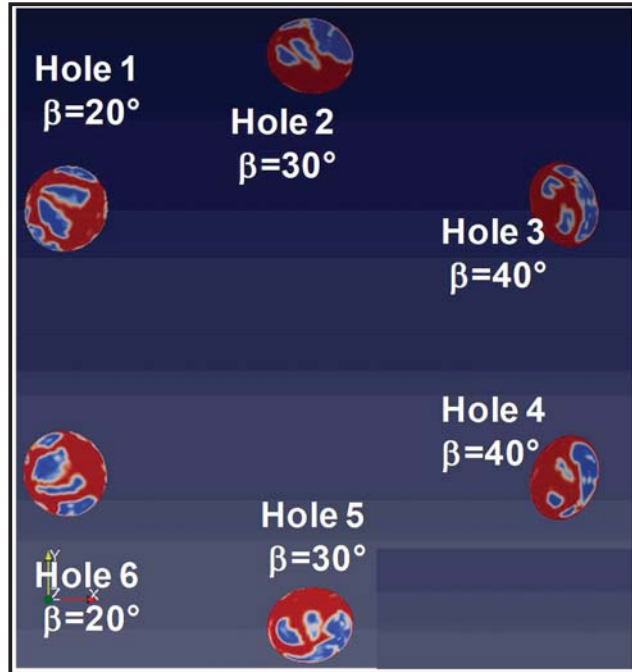 Hole 1
β=20°
Hole 2
β=30°
Hole 3
β=40°
Hole 4
β=40°
Hole 5
β=30°
Hole 6
β=20°
Y
Z
X